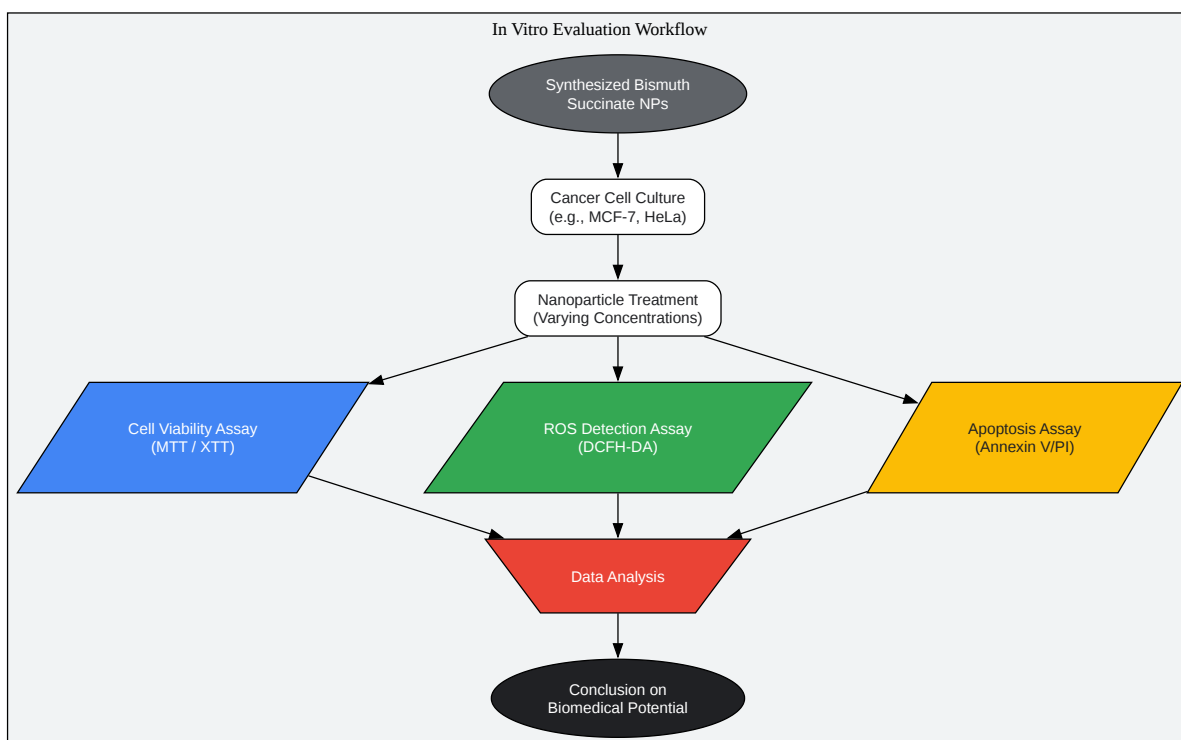 In Vitro Evaluation Workflow
Synthesized Bismuth
Succinate NPs
Cancer Cell Culture
(e.g., MCF-7, HeLa)
Nanoparticle Treatment
(Varying Concentrations)
Cell Viability Assay
(MTT / XTT)
ROS Detection Assay
(DCFH-DA)
Apoptosis Assay
(Annexin V/PI)
Data Analysis
Conclusion on
Biomedical Potential